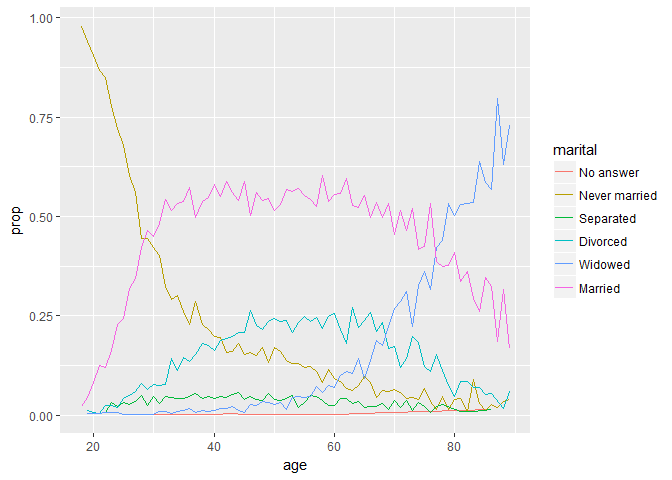 1.00
0.75
0.50
0.25
0.00
prop
20
40
60
80
age
marital
No answer
Never married
Separated
Divorced
Widowed
Married